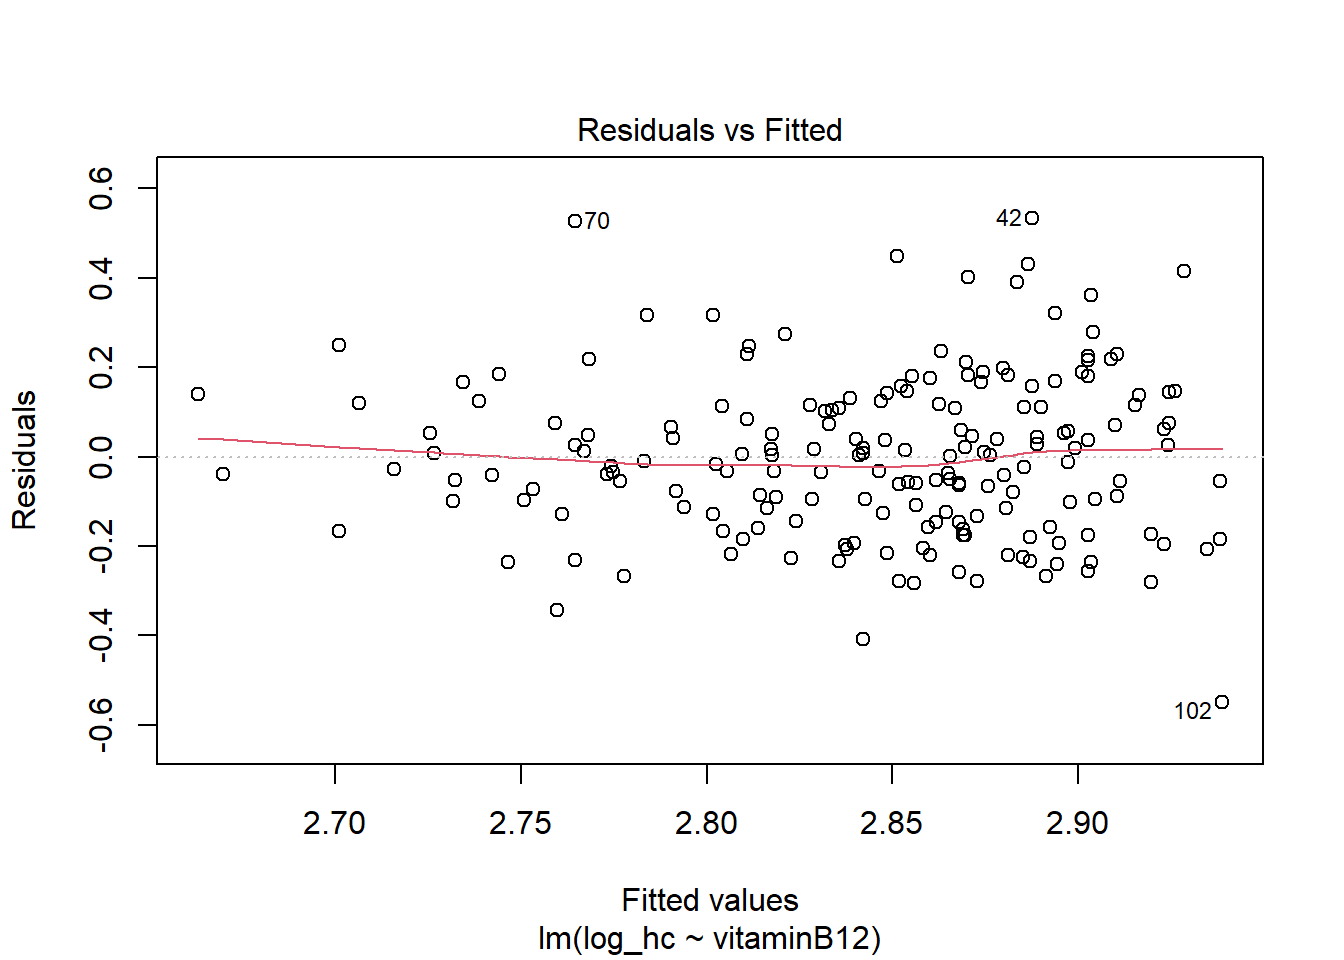 Residuals vs Fitted
Residuals
0.6
0.4
0.2
0.0
-0.2
-0.4
-0.6
70
42
102
2.70 2.75 2.80 2.85 2.90
Fitted values
lm(log_hc ~ vitaminB12)